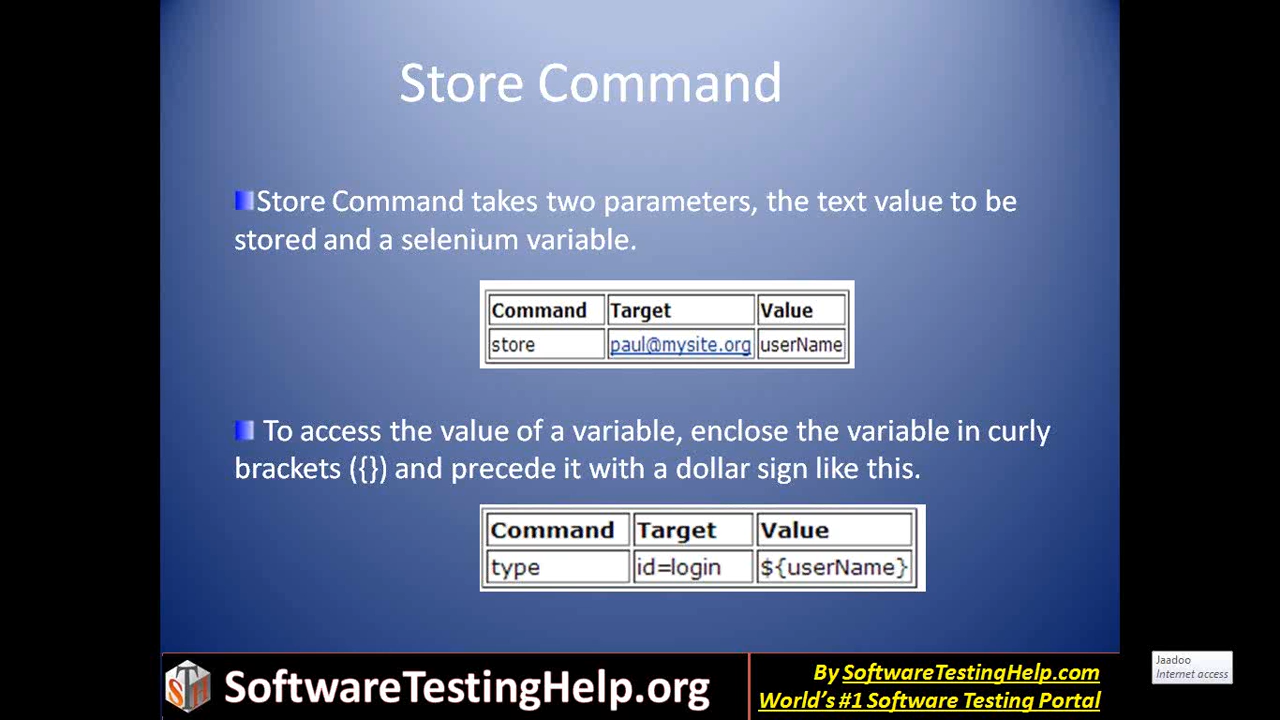 Store Command
Store Command takes two parameters, the text value to be
stored and a selenium variable.
Command Target Value
store paul@mysite.org userName
To access the value of a variable, enclose the variable in curly
brackets ({}) and precede it with a dollar sign like this.
Command Target Value
type id=login ${userName}
STH SoftwareTestingHelp.org
By SoftwareTestingHelp.com
World's #1 Software Testing Portal
Jaadoo
Internet access